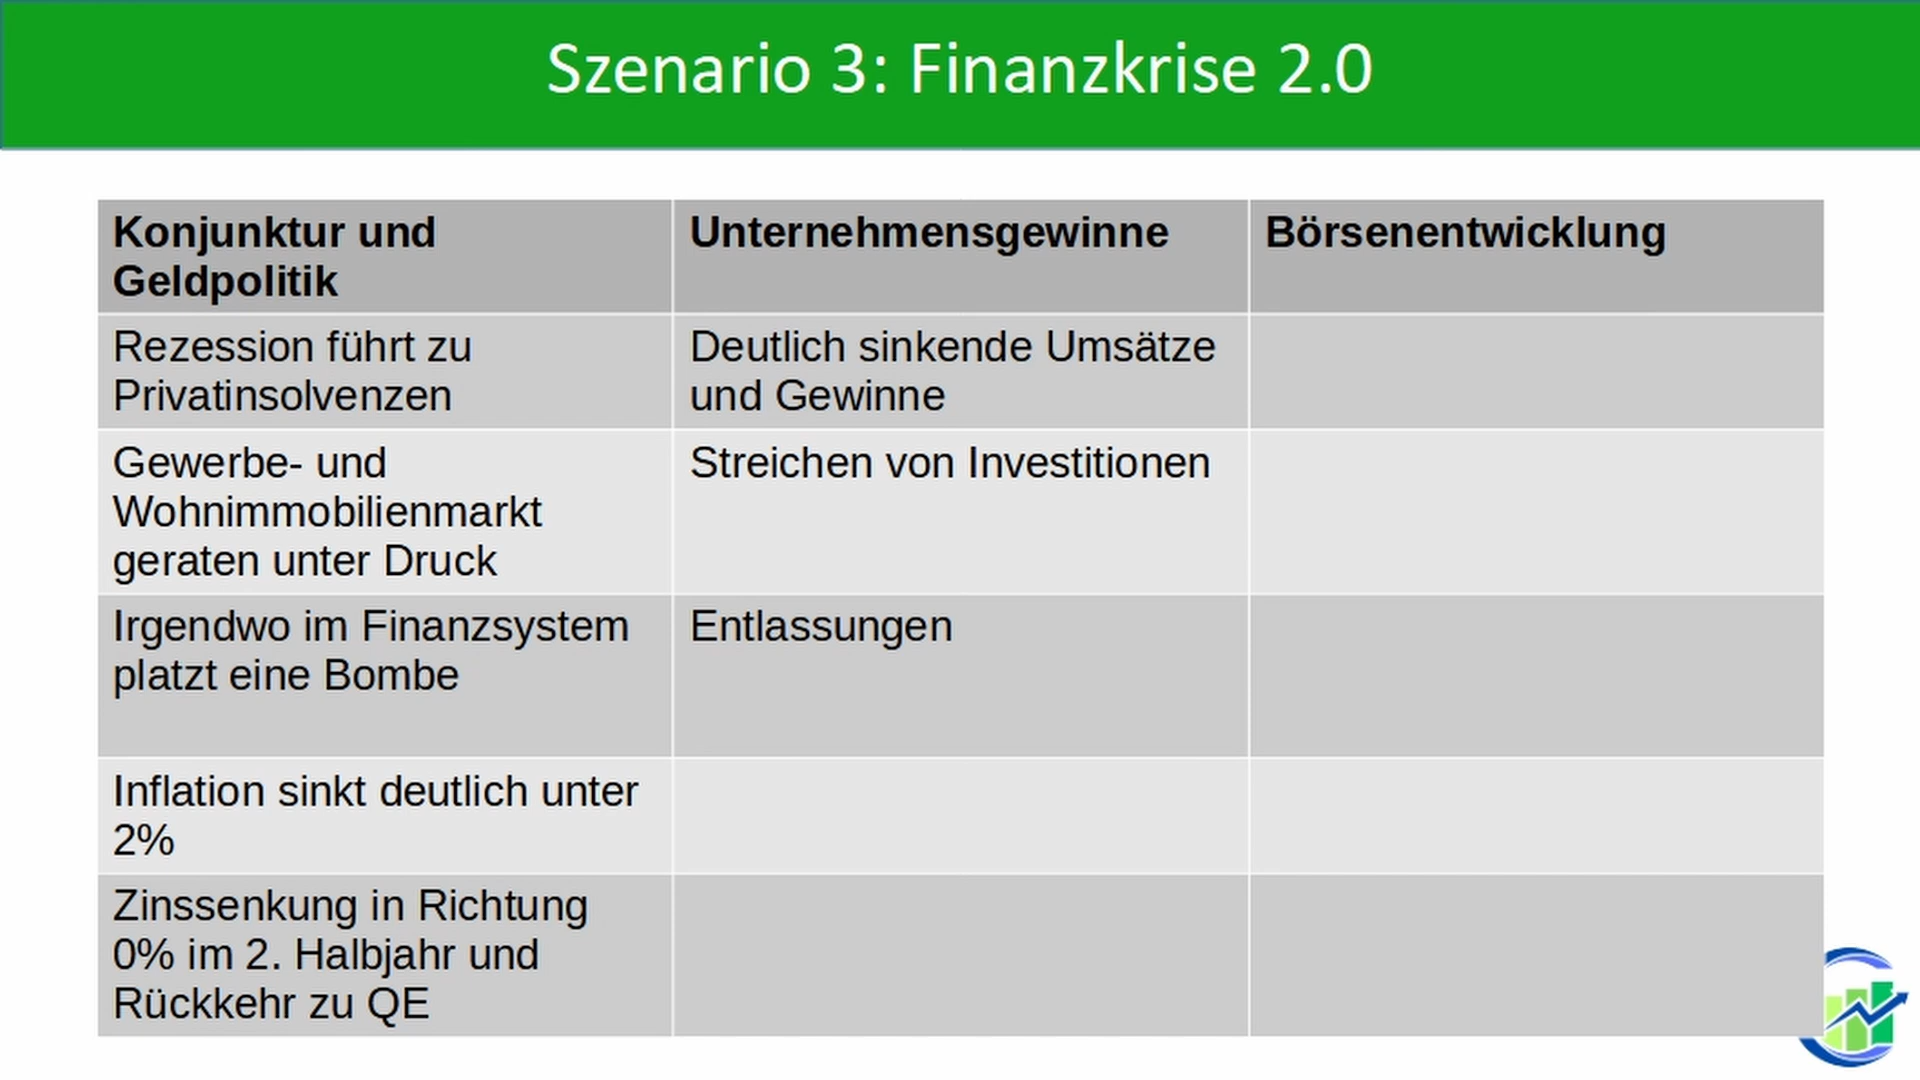 Szenario 3: Finanzkrise 2.0
Konjunktur und
Geldpolitik
Unternehmensgewinne
Börsenentwicklung
Rezession führt zu
Privatinsolvenzen
Deutlich sinkende Umsätze
und Gewinne
Gewerbe- und
Wohnimmobilienmarkt
geraten unter Druck
Streichen von Investitionen
Irgendwo im Finanzsystem
platzt eine Bombe
Entlassungen
Inflation sinkt deutlich unter
2%
Zinssenkung in Richtung
0% im 2. Halbjahr und
Rückkehr zu QE